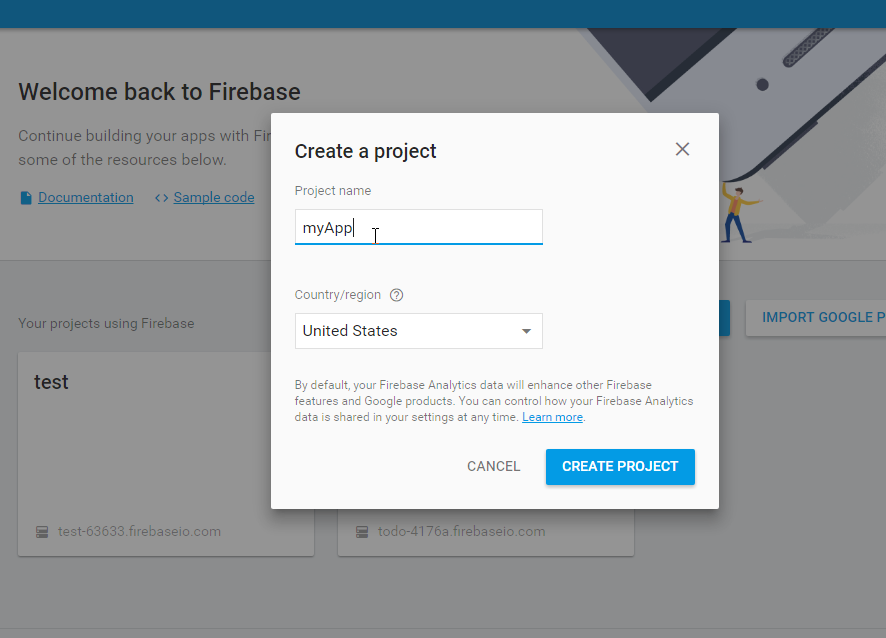 Welcome back to Firebase
Continue building your apps with Fir
some of the resources below.
Documentation <> Sample code
Create a project
Project name
myApp
Country/region ?
United States
By default, your Firebase Analytics data will enhance other Firebase
features and Google products. You can control how your Firebase Analytics
data is shared in your settings at any time. Learn more.
CANCEL CREATE PROJECT
Your projects using Firebase
IMPORT GOOGLE P
test
test-63633.firebaseio.com
todo-4176a.firebaseio.com